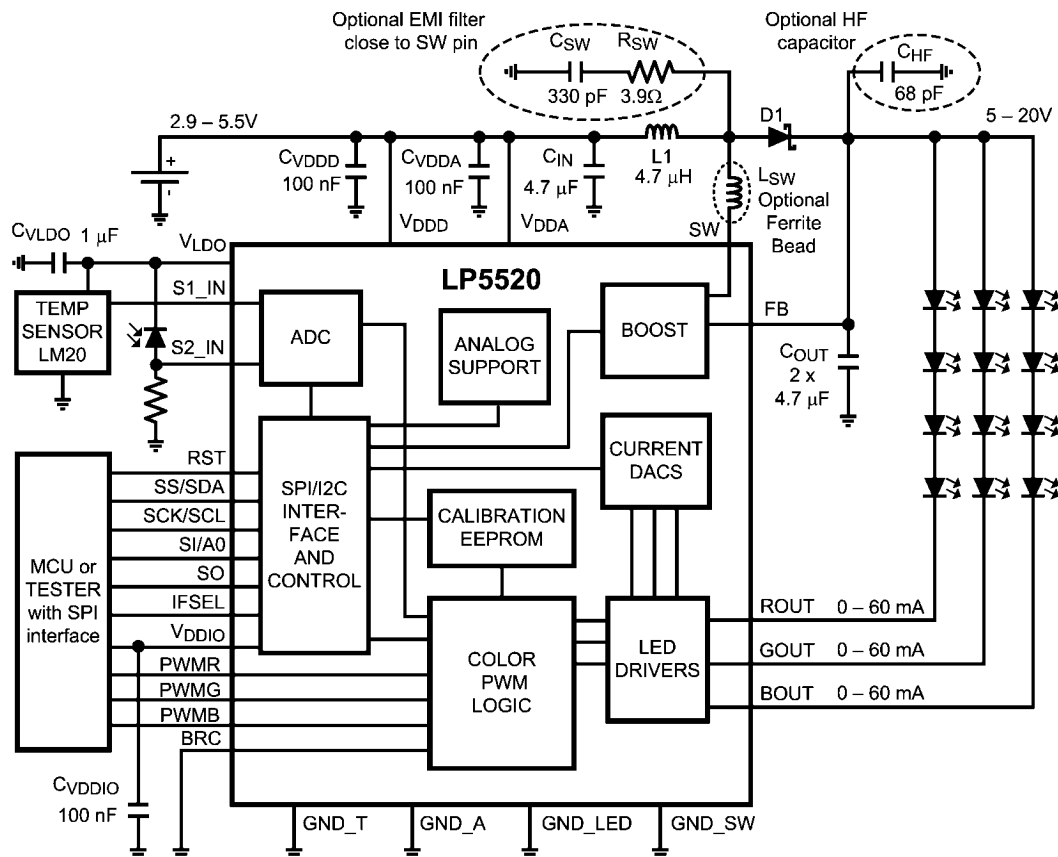 Optional EMI filter
close to SW pin
CSW
RSW
330 pF
3.9Ω
Optional HF
capacitor
CHF
68 pF
2.9 – 5.5V
D1
5 – 20V
+
-
CVDDD
100 nF
CVDDA
100 nF
CIN
4.7 µF
L1
4.7 µH
LSW
Optional
Ferrite
Bead
VDDD
VDDA
SW
CVLDO 1 µF
VLDO
LP5520
TEMP
SENSOR
LM20
S1_IN
S2_IN
ADC
ANALOG
SUPPORT
BOOST
FB
COUT
2 x
4.7 µF
MCU or
TESTER
with SPI
interface
RST
SS/SDA
SCK/SCL
SI/A0
SO
IFSEL
VDDIO
PWMR
PWMG
PWMB
BRC
SPI/I2C
INTER-
FACE
AND
CONTROL
CURRENT
DACS
CALIBRATION
EEPROM
COLOR
PWM
LOGIC
LED
DRIVERS
ROUT 0 – 60 mA
GOUT 0 – 60 mA
BOUT 0 – 60 mA
CVDDIO
100 nF
GND_T
GND_A
GND_LED
GND_SW